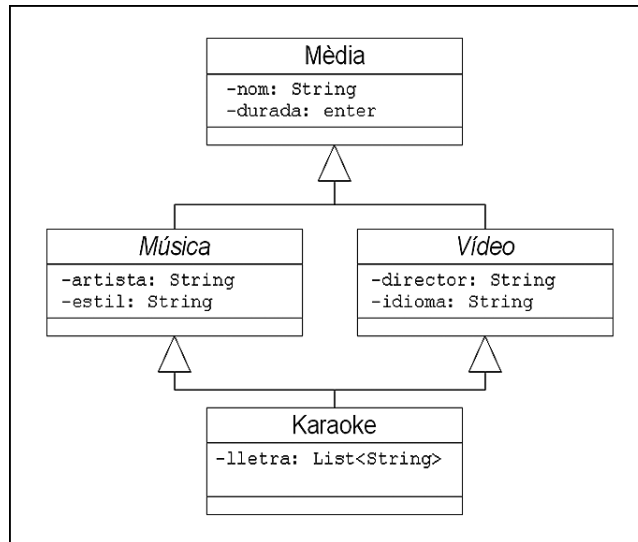 Mèdia
-nom: String
-durada: enter
Música
-artista: String
-estil: String
Vídeo
-director: String
-idioma: String
Karaoke
-lletra: List<String>